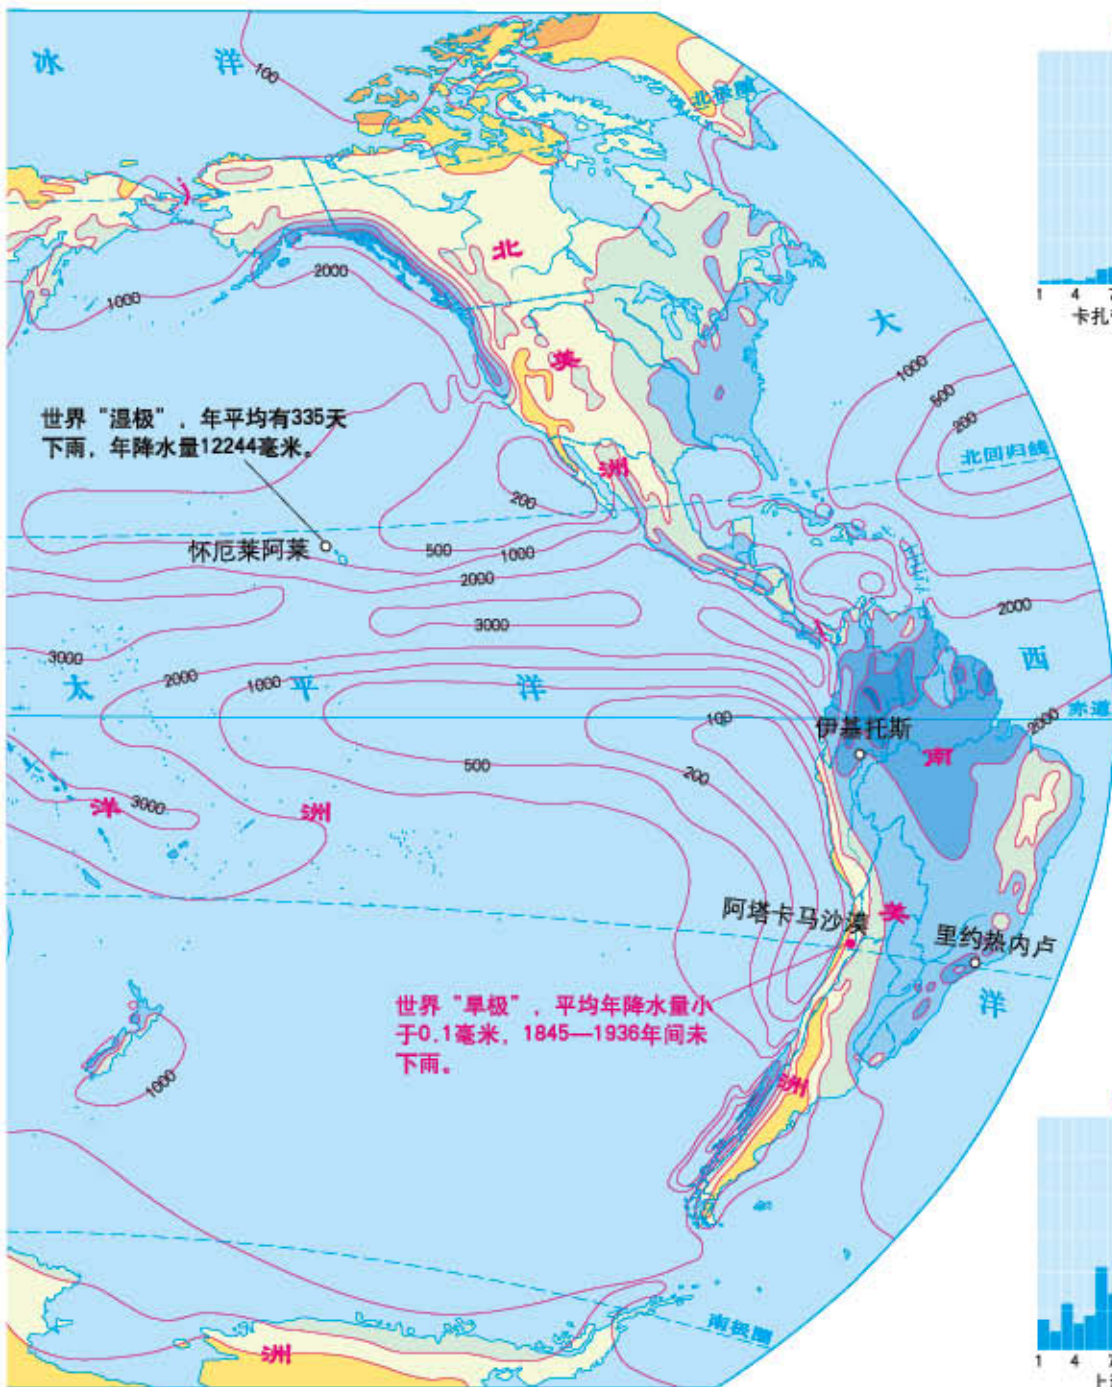 冰 洋
100
北极圈
北
2000
1000
1 4 7
大
美
1000
500
200
世界“湿极”，年平均有335天
下雨，年降水量12244毫米。
北回归线
洲
200
怀厄莱阿莱
500
1000
2000
3000
2000
3000
2000
1000
太 平 洋
西
赤道
2000
100
伊基托斯
南
500
200
3000
洋 洲
阿塔卡马沙漠
美
里约热内卢
世界“旱极”，平均年降水量小
于0.1毫米，1845—1936年间未
下雨。
洋
1000
洲
南极圈
洲
1 4 7